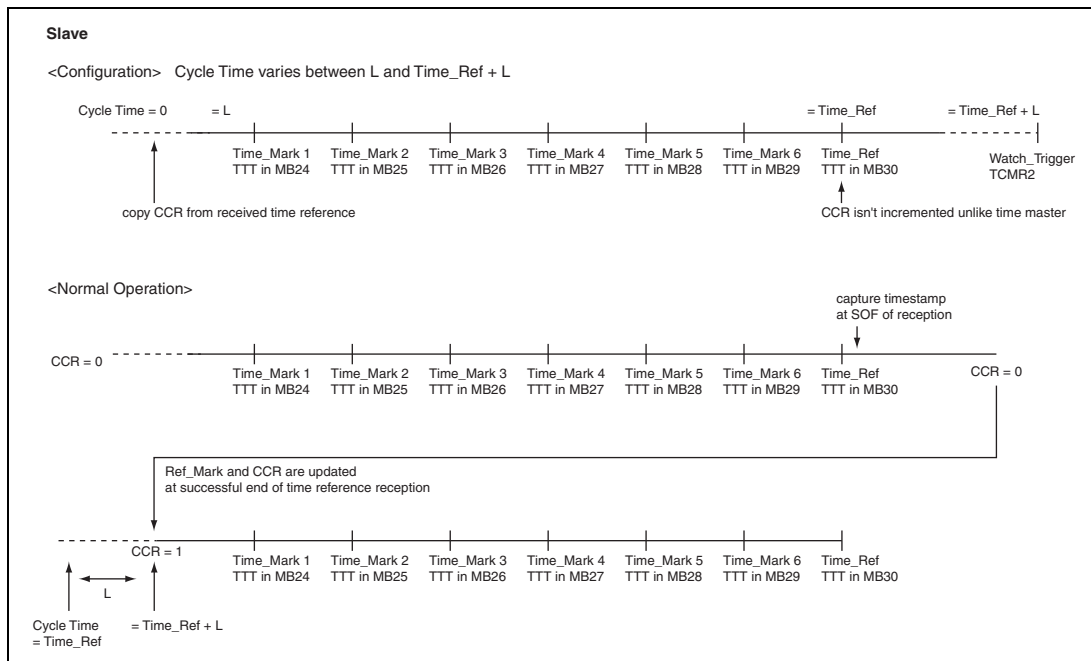 Slave
<Configuration> Cycle Time varies between L and Time_Ref + L
Cycle Time = 0 = L = Time_Ref = Time_Ref + L
Time_Mark 1 Time_Mark 2 Time_Mark 3 Time_Mark 4 Time_Mark 5 Time_Mark 6 Time_Ref
TTT in MB24 TTT in MB25 TTT in MB26 TTT in MB27 TTT in MB28 TTT in MB29 TTT in MB30
Watch_Trigger
TCMR2
copy CCR from received time reference
CCR isn't incremented unlike time master
<Normal Operation>
capture timestamp
at SOF of reception
CCR = 0
Time_Mark 1 Time_Mark 2 Time_Mark 3 Time_Mark 4 Time_Mark 5 Time_Mark 6 Time_Ref
TTT in MB24 TTT in MB25 TTT in MB26 TTT in MB27 TTT in MB28 TTT in MB29 TTT in MB30
CCR = 0
Ref_Mark and CCR are updated
at successful end of time reference reception
CCR = 1
Time_Mark 1 Time_Mark 2 Time_Mark 3 Time_Mark 4 Time_Mark 5 Time_Mark 6 Time_Ref
TTT in MB24 TTT in MB25 TTT in MB26 TTT in MB27 TTT in MB28 TTT in MB29 TTT in MB30
L
Cycle Time = Time_Ref + L
= Time_Ref